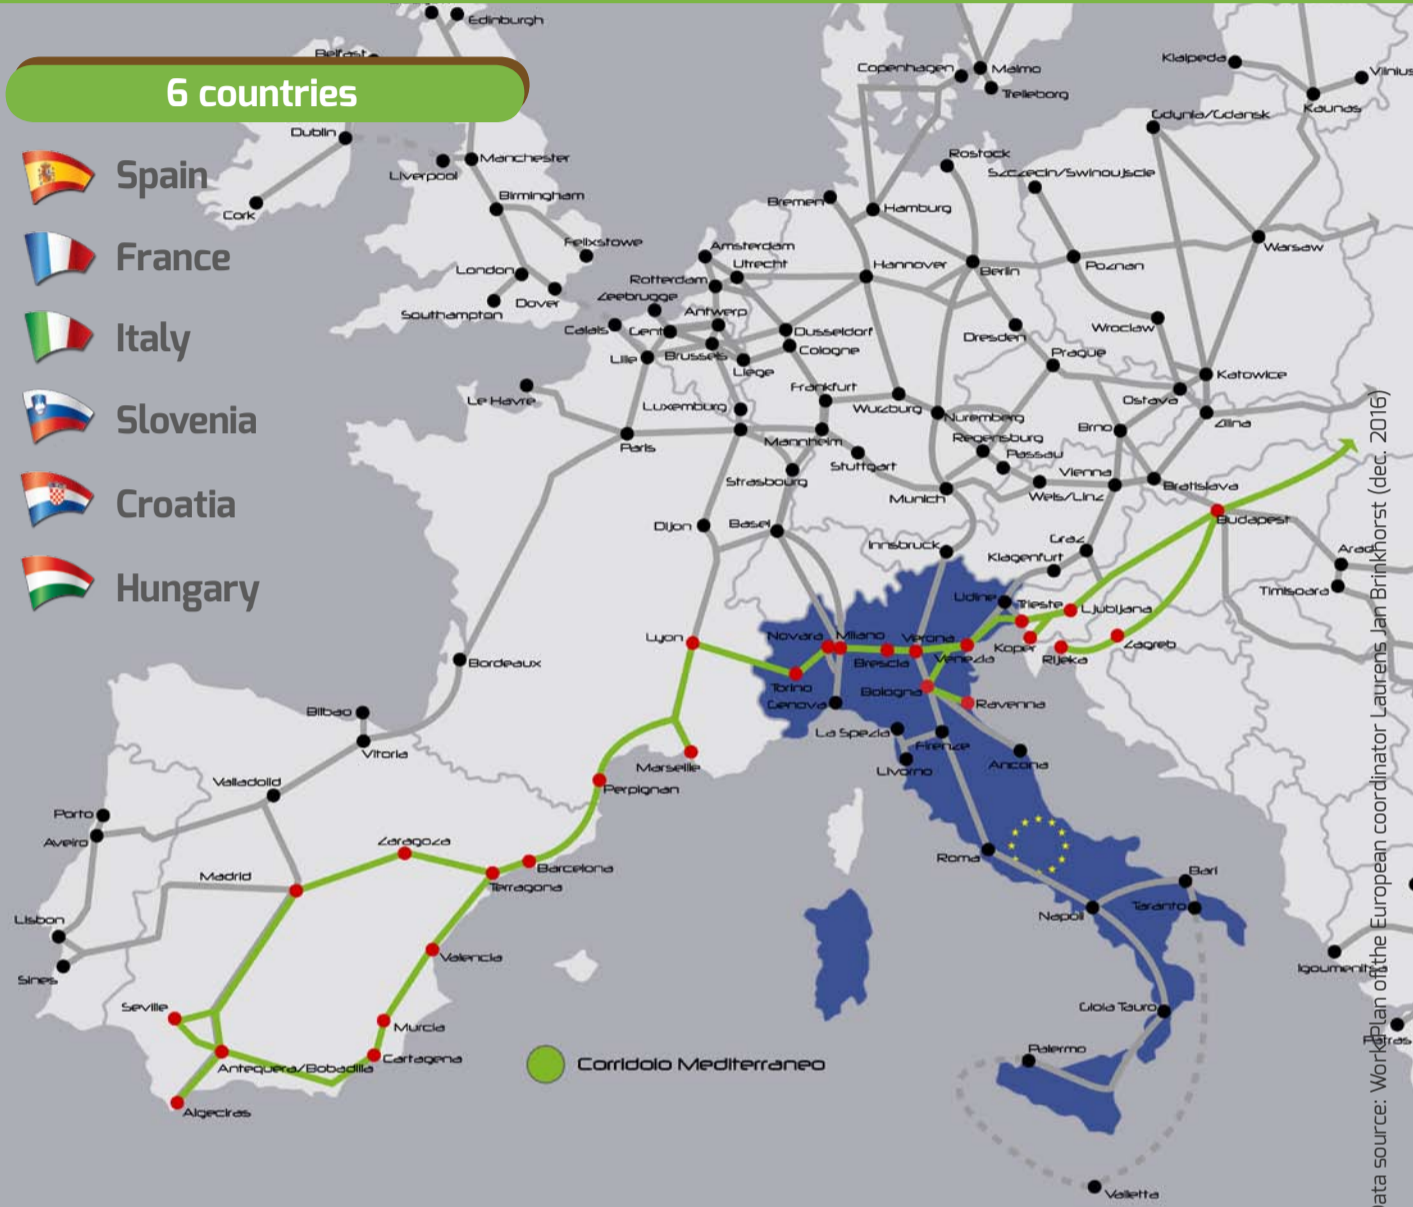 Edinburgh
Belfast
6 countries
Spain
France
Italy
Slovenia
Croatia
Hungary
Dublin
Cork
Liverpool
Manchester
Birmingham
Felixstowe
London
Dover
Southampton
Copenhagen
Malmo
Trelleborg
Klaipeda
Vilnius
Kaunas
Gdynia/Gdansk
Rostock
Szczecin/Swinoujscie
Bremen
Hamburg
Warsaw
Amsterdam
Utrecht
Rotterdam
Hannover
Berlin
Poznan
Zeebrugge
Antwerp
Calais
Gent
Dusseldorf
Cologne
Lille
Brussels
Liege
Dresden
Wroclaw
Prague
Frankfurt
Katowice
Le Havre
Luxemburg
Wurzburg
Nuremberg
Ostava
Zilina
Paris
Mannheim
Regensburg
Brno
Stuttgart
Passau
Strasbourg
Vienna
Munich
Wels/Linz
Bratislava
Dijon
Basel
Budapest
Innsbruck
Graz
Klagenfurt
Arad
Timisoara
Udine
Trieste
Ljubljana
Lyon
Novara
Milano
Verona
Brescia
Venezia
Koper
Rijeka
Zagreb
Bordeaux
Torino
Genova
Bologna
Ravenna
Bilbao
Vitoria
La Spezia
Firenze
Livorno
Ancona
Marseille
Perpignan
Valladolid
Porto
Aveiro
Zaragoza
Barcelona
Terragona
Madrid
Roma
Bari
Taranto
Napoli
Lisbon
Sines
Valencia
Igoumenitsa
Seville
Murcia
Gioia Tauro
Cartagena
Antequera/Bobadilla
Algeciras
Corridoio Mediterraneo
Palermo
Patras
Valletta
Data source: Work Plan of the European coordinator Laurens Jan Brinkhorst (dec. 2016)